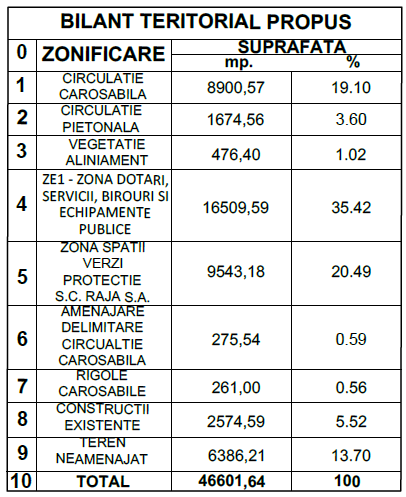 BILANT TERITORIAL PROPUS
0 ZONIFICARE SUPRAFATA
mp. %
1 CIRCULATIE
CAROSABILA 8900,57 19.10
2 CIRCULATIE
PIETONALA 1674,56 3.60
3 VEGETATIE
ALINIAMENT 476,40 1.02
4 ZE1 - ZONA DOTARI,
SERVICII, BIROURI SI
ECHIPAMENTE
PUBLICE 16509,59 35.42
5 ZONA SPATII
VERZI
PROTECTIE
S.C. RAJA S.A. 9543,18 20.49
6 AMENAJARE
DELIMITARE
CIRCUALTIE
CAROSABILA 275,54 0.59
7 RIGOLE
CAROSABILE 261,00 0.56
8 CONSTRUCTII
EXISTENTE 2574,59 5.52
9 TEREN
NEAMENAJAT 6386,21 13.70
10 TOTAL 46601,64 100